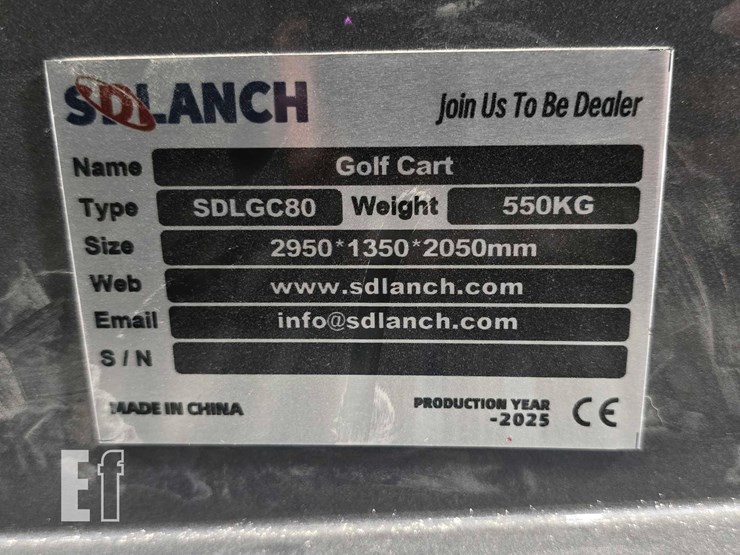 SDLANCH Join Us To Be Dealer
Name Golf Cart
Type SDLGC80 Weight 550KG
Size 2950*1350*2050mm
Web www.sdlanch.com
Email info@sdlanch.com
S/N
MADE IN CHINA PRODUCTION YEAR
-2025 CE
Ef